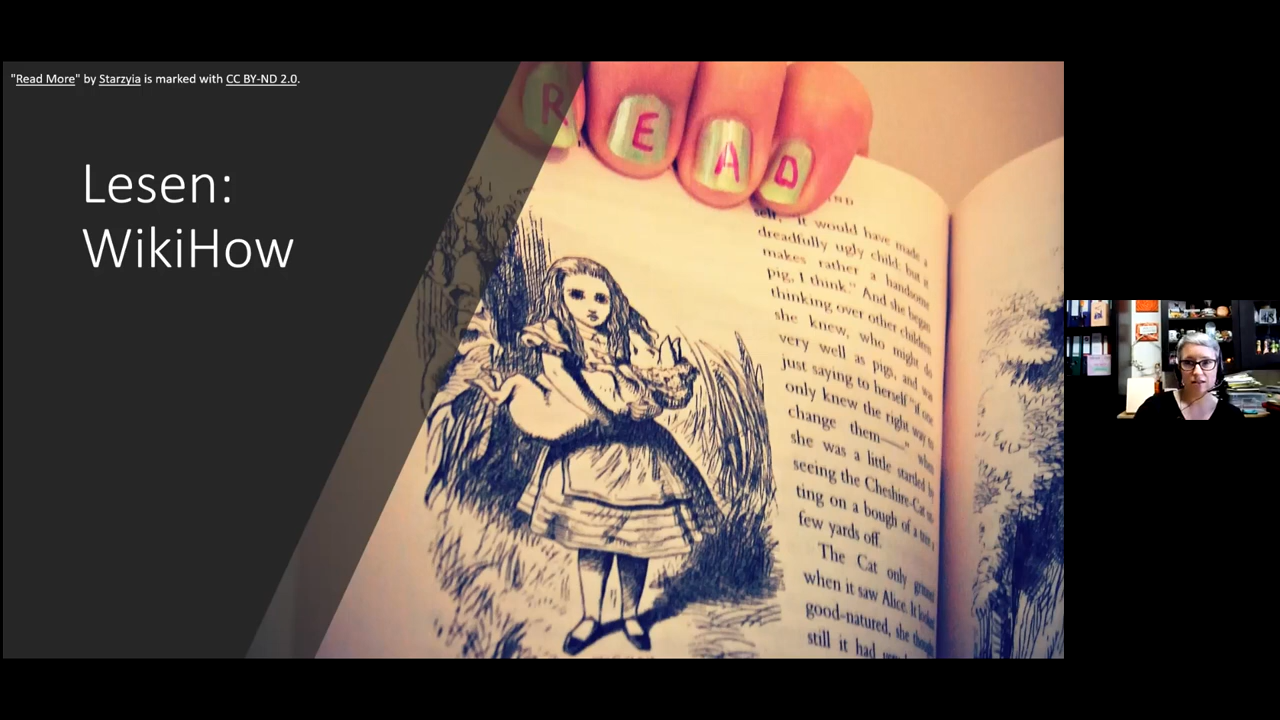 "Read More" by Starzyia is marked with CC BY-ND 2.0.
Lesen:
WikiHow
R E A D
self, "it would have made a
dreadfully ugly child: but it
makes rather a handsome
pig, I think." And she began
thinking over other children
she knew, who might do
very well as pigs, and was
just saying to herself "if one
only knew the right way to
change them—" when
she was a little startled by
seeing the Cheshire-Cat
ting on a bough of a tree a
few yards off.
The Cat only
when it saw Alice. It
good-natured, she
still it had